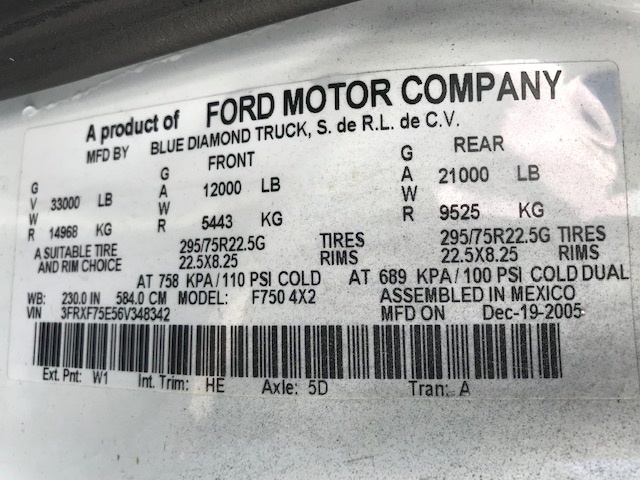 A product of FORD MOTOR COMPANY
MFD BY BLUE DIAMOND TRUCK, S. de R.L. de C.V.
FRONT REAR
GVWR 33000 LB GAWR 12000 LB GAWR 21000 LB
14968 KG 5443 KG 9525 KG
A SUITABLE TIRE 295/75R22.5G TIRES 295/75R22.5G TIRES
AND RIM CHOICE 22.5X8.25 RIMS 22.5X8.25 RIMS
AT 758 KPA/110 PSI COLD AT 689 KPA/100 PSI COLD DUAL
WB: 230.0 IN 584.0 CM MODEL: F750 4X2 ASSEMBLED IN MEXICO
VIN 3FRXF75E56V348342 MFD ON Dec-19-2005
Ext. Pnt: W1 Int. Trim: HE Axle: 5D Tran: A